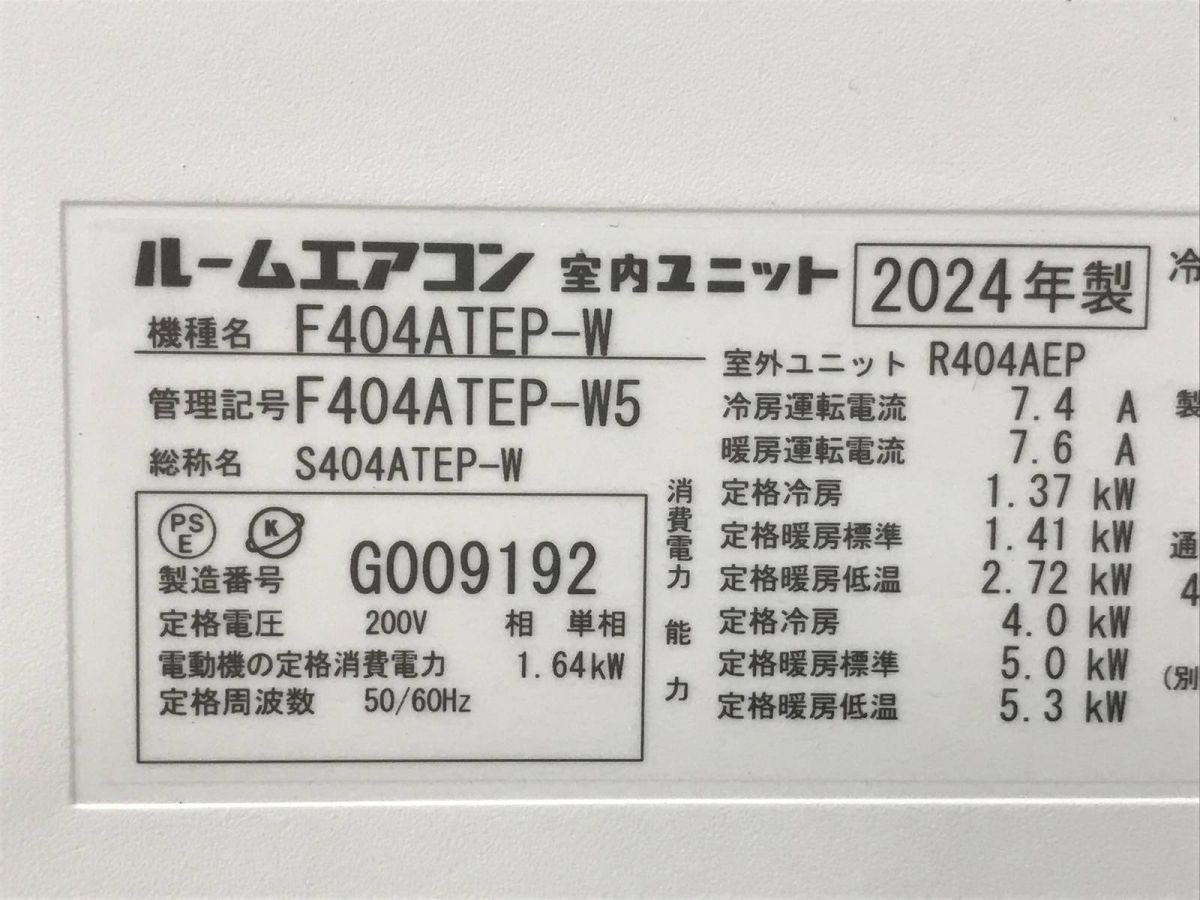 ルームエアコン 室内ユニット 2024年製
機種名 F404ATEP-W
管理記号 F404ATEP-W5
総称名 S404ATEP-W
PS
E
K
製造番号 G009192
定格電圧 200V 相 単相
電動機の定格消費電力 1.64kW
定格周波数 50/60Hz
室外ユニット R404AEP
冷房運転電流 7.4 A
暖房運転電流 7.6 A
消費電力
定格冷房 1.37 kW
定格暖房標準 1.41 kW
定格暖房低温 2.72 kW
能力
定格冷房 4.0 kW
定格暖房標準 5.0 kW
定格暖房低温 5.3 kW
冷
製
通
4
(別